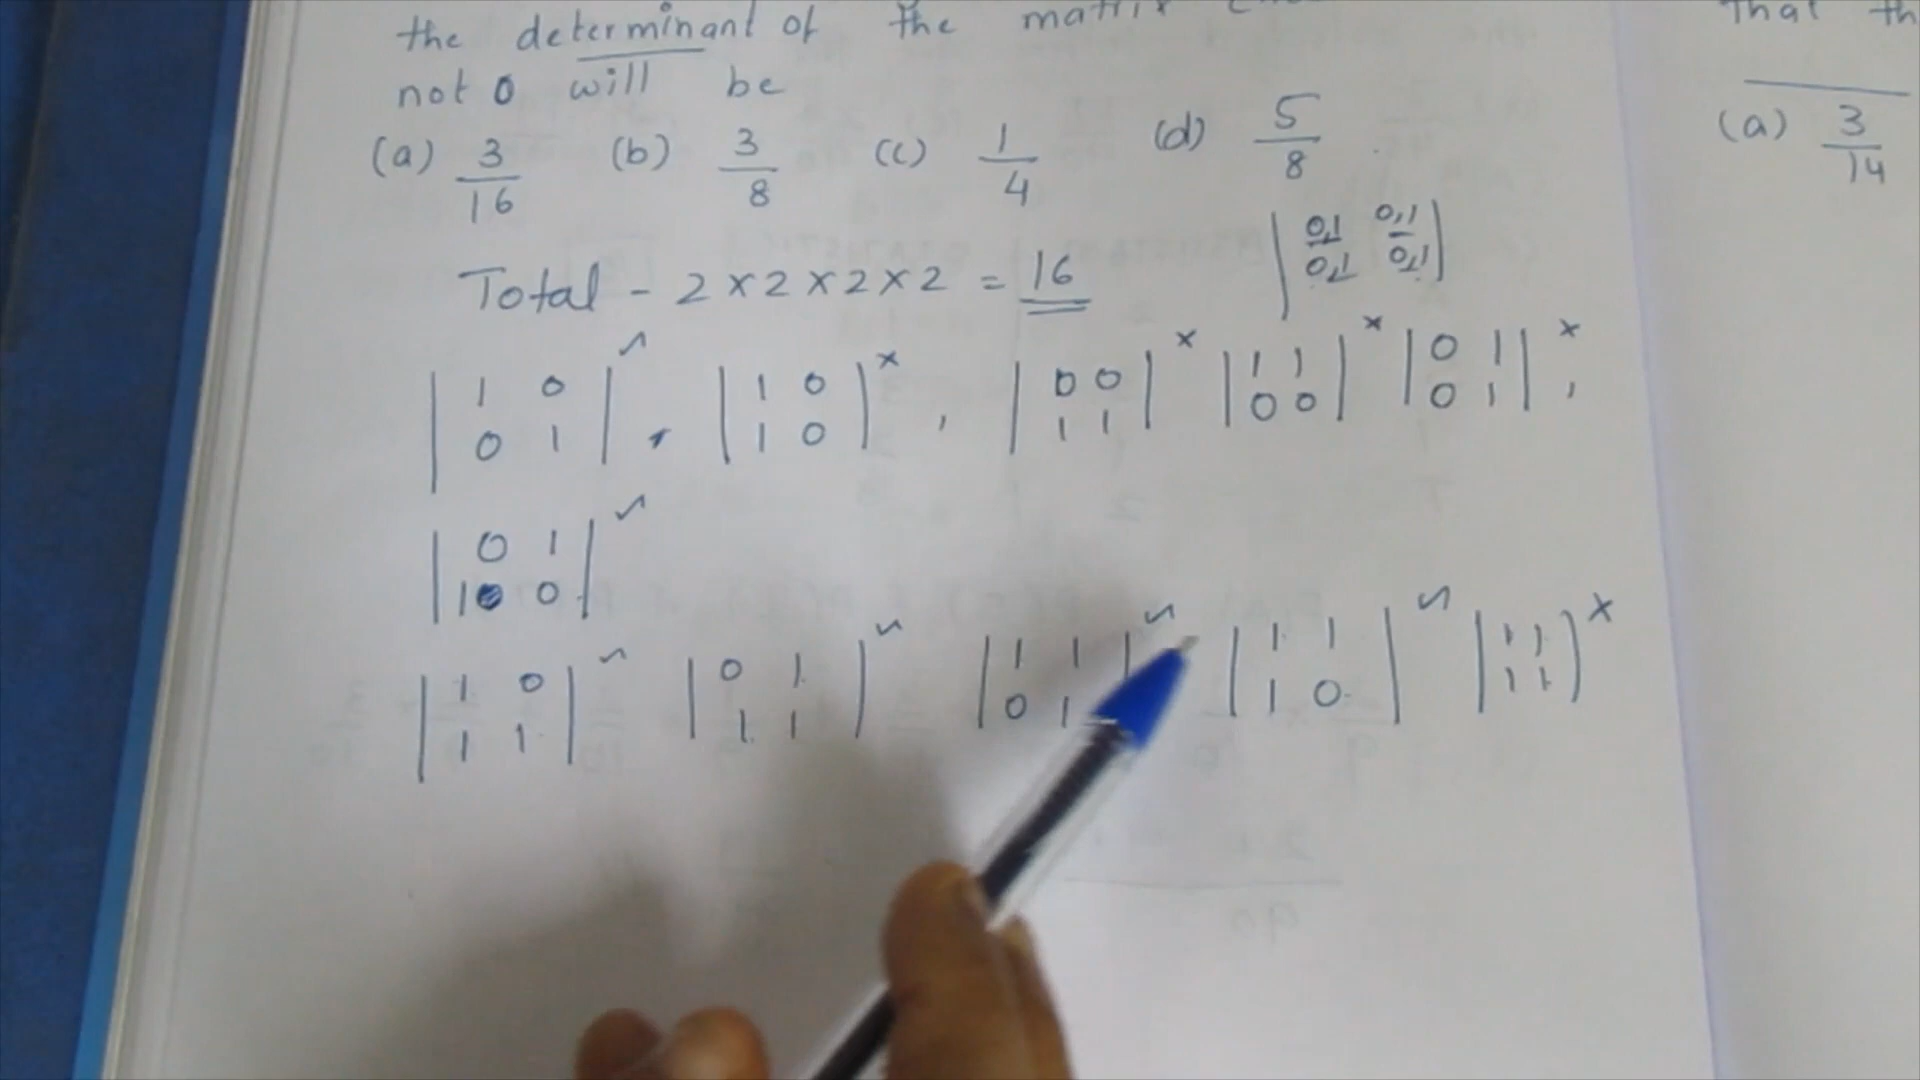 the determinant of the matrix
not 0 will be
(a) 3/16 (b) 3/8 (c) 1/4 (d) 5/8
Total - 2 x 2 x 2 x 2 = 16
| 1 0 | ✓ , | 1 0 | x , | 0 0 | x | 1 1 | x | 0 1 | x ,
| 0 1 | | 1 0 | | 1 1 | | 0 0 | | 0 1 |
| 0 1 | ✓
| 1 0 |
| 1 0 | ✓ | 0 1 | ✓ | 1 1 | ✓ | 1 1 | ✓ | 1 1 | x
| 1 1 | | 1 1 | | 0 1 | | 1 0 | | 1 1 |
That
(a) 3/14